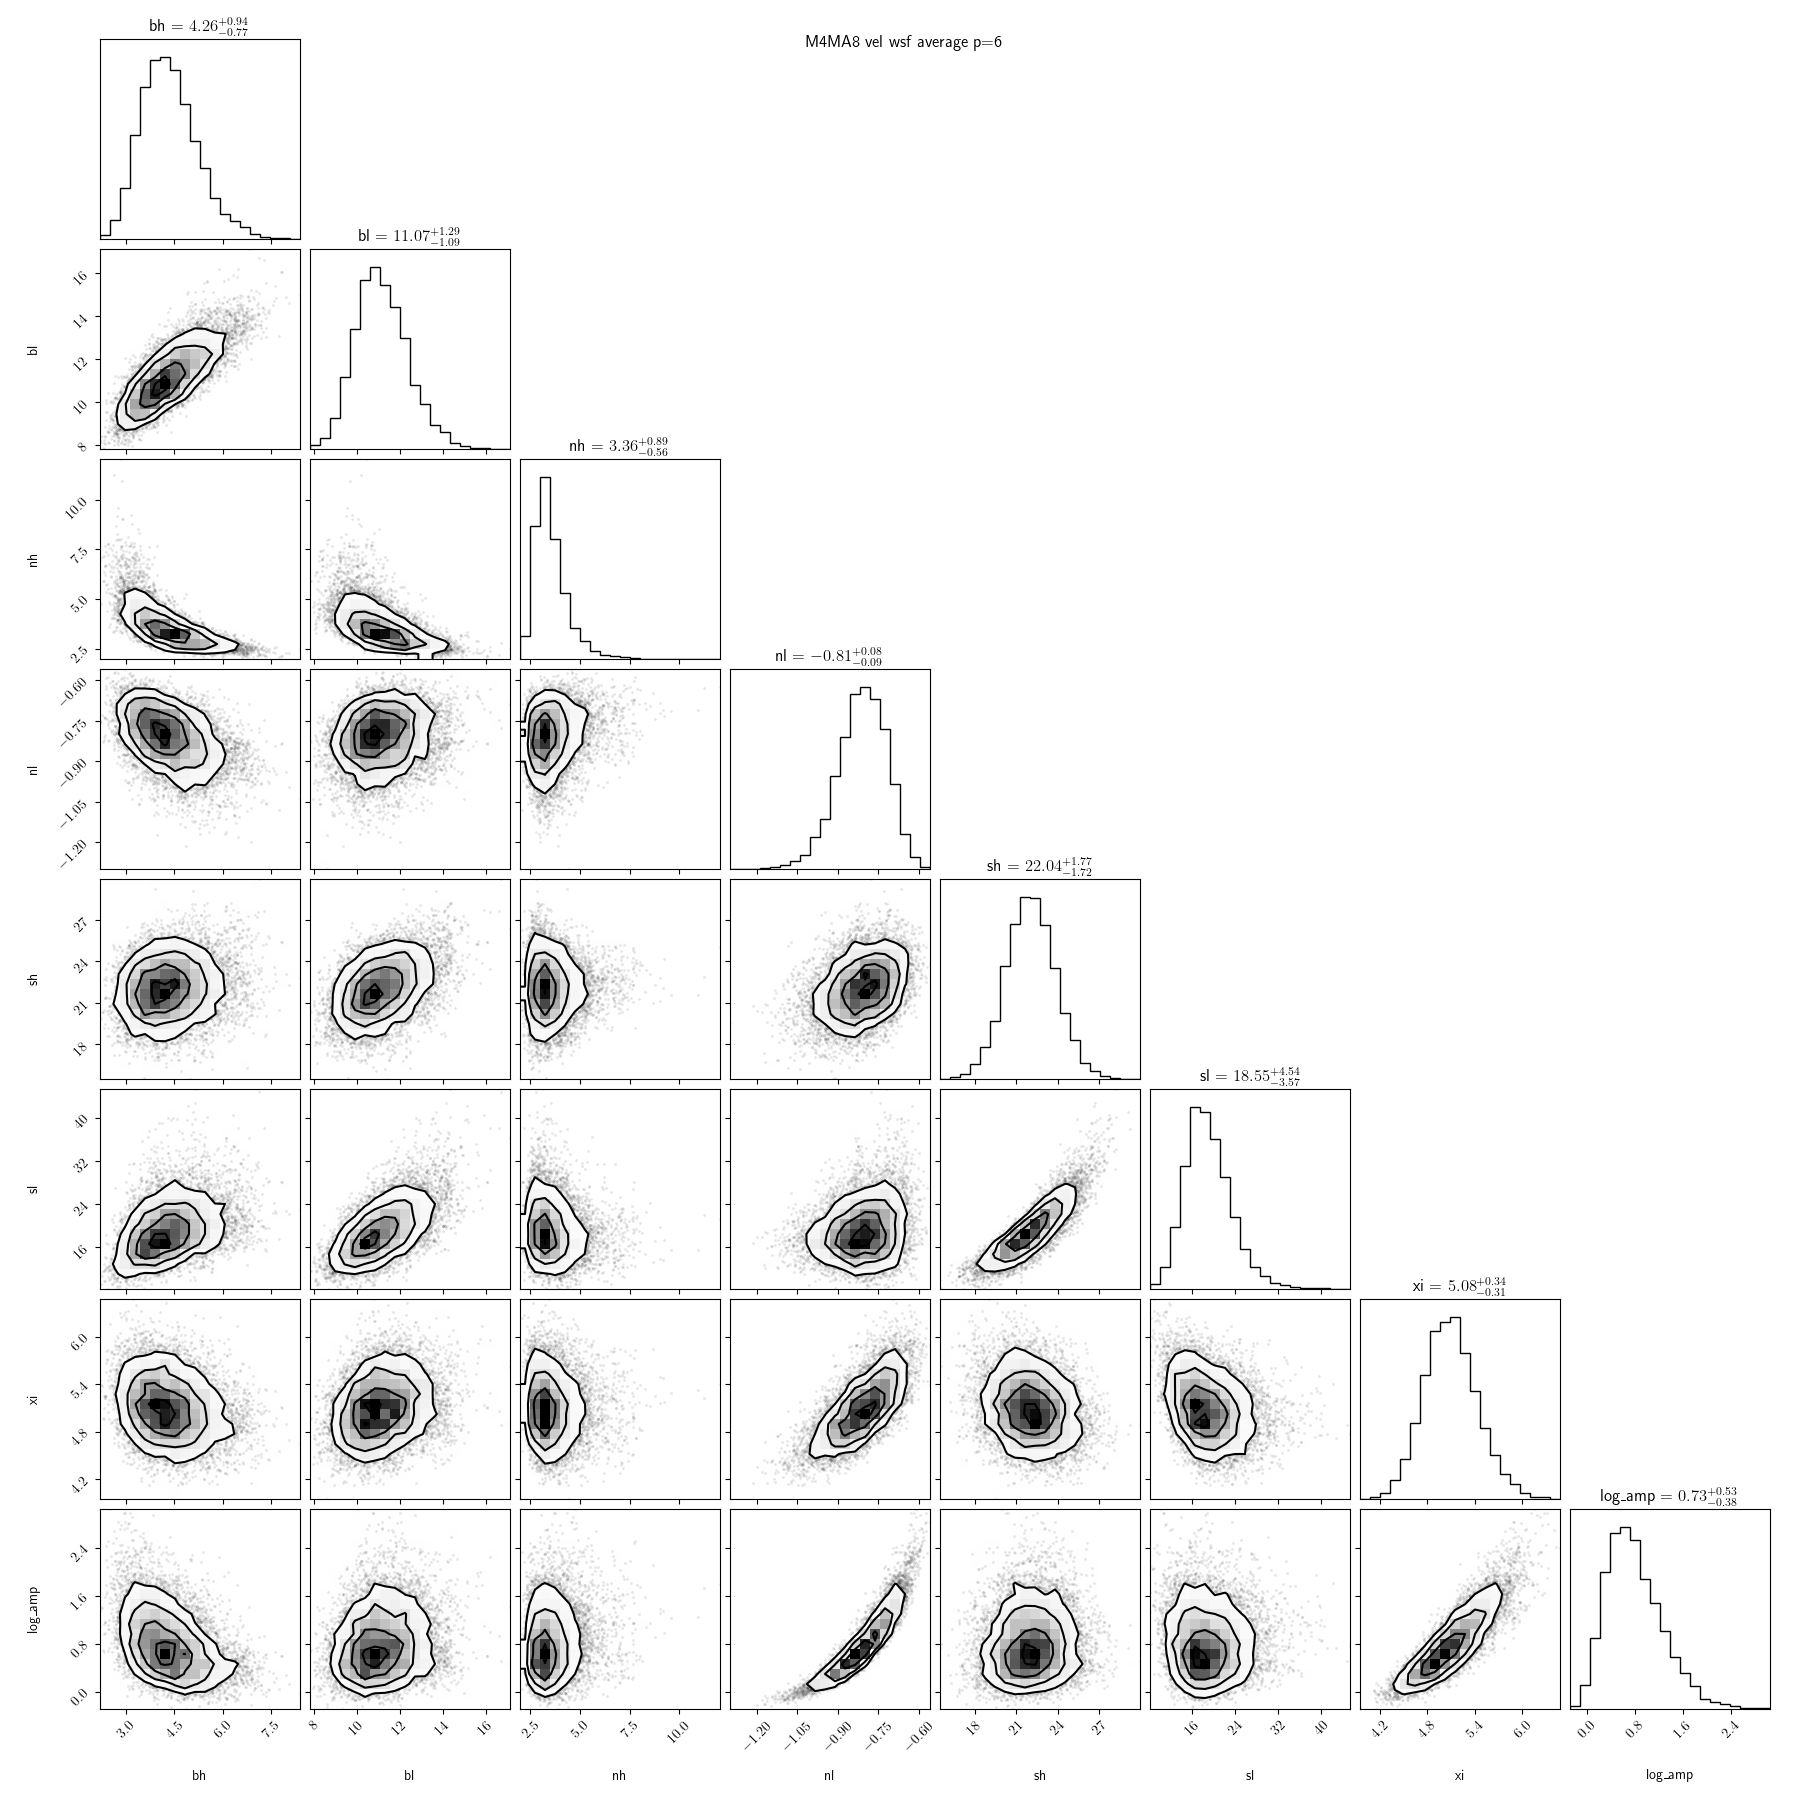 bh = 4.26+0.94−0.77
M4MA8 vel wsf average p=6
bl = 11.07+1.29−1.09
16
14
12
10
8
bl
nh = 3.36+0.89−0.56
10.0
7.5
5.0
2.5
nh
nl = −0.81+0.08−0.09
−0.60
−0.75
−0.90
−1.05
−1.20
nl
sh = 22.04+1.77−1.72
27
24
21
18
sh
sl = 18.55+4.54−3.57
40
32
24
16
sl
xi = 5.08+0.34−0.31
6.0
5.4
4.8
4.2
xi
log_amp = 0.73+0.53−0.38
2.4
1.6
0.8
0.0
log_amp
3.0 4.5 6.0 7.5 8 10 12 14 16 2.5 5.0 7.5 10.0 −1.20 −1.05 −0.90 −0.75 −0.60 18 21 24 27 16 24 32 40 4.2 4.8 5.4 6.0 0.0 0.8 1.6 2.4
bh bl nh nl sh sl xi log_amp